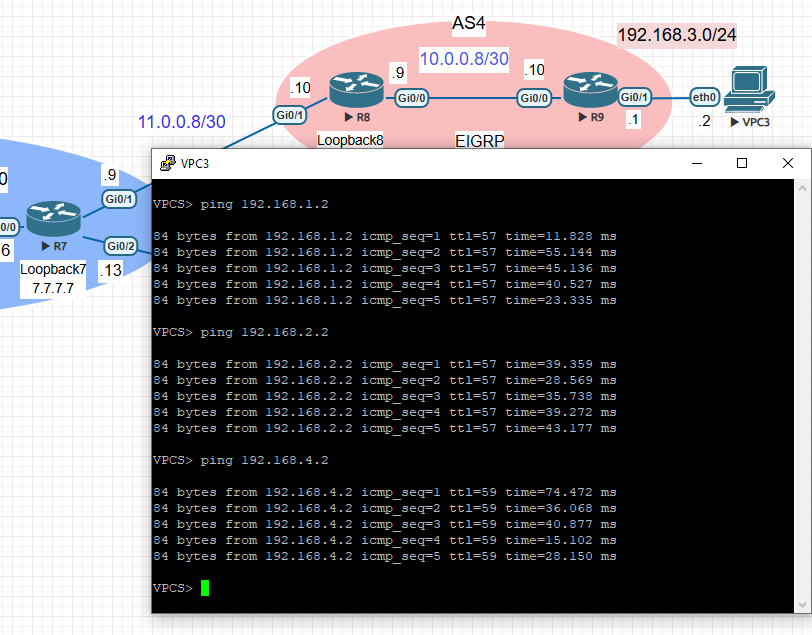 AS4
192.168.3.0/24
10.0.0.8/30
.10
.9
.10
Gi0/0
Gi0/0
Gi0/1
eth0
R8
R9
.1
.2
VPC3
11.0.0.8/30
Gi0/1
Loopback8
EIGRP
0
.9
Gi0/1
0/0
6
R7
Gi0/2
Loopback7
7.7.7.7
.13
VPC3
VPCS> ping 192.168.1.2
84 bytes from 192.168.1.2 icmp_seq=1 ttl=57 time=11.828 ms
84 bytes from 192.168.1.2 icmp_seq=2 ttl=57 time=55.144 ms
84 bytes from 192.168.1.2 icmp_seq=3 ttl=57 time=45.136 ms
84 bytes from 192.168.1.2 icmp_seq=4 ttl=57 time=40.527 ms
84 bytes from 192.168.1.2 icmp_seq=5 ttl=57 time=23.335 ms
VPCS> ping 192.168.2.2
84 bytes from 192.168.2.2 icmp_seq=1 ttl=57 time=39.359 ms
84 bytes from 192.168.2.2 icmp_seq=2 ttl=57 time=28.569 ms
84 bytes from 192.168.2.2 icmp_seq=3 ttl=57 time=35.738 ms
84 bytes from 192.168.2.2 icmp_seq=4 ttl=57 time=39.272 ms
84 bytes from 192.168.2.2 icmp_seq=5 ttl=57 time=43.177 ms
VPCS> ping 192.168.4.2
84 bytes from 192.168.4.2 icmp_seq=1 ttl=59 time=74.472 ms
84 bytes from 192.168.4.2 icmp_seq=2 ttl=59 time=36.068 ms
84 bytes from 192.168.4.2 icmp_seq=3 ttl=59 time=40.877 ms
84 bytes from 192.168.4.2 icmp_seq=4 ttl=59 time=15.102 ms
84 bytes from 192.168.4.2 icmp_seq=5 ttl=59 time=28.150 ms
VPCS>